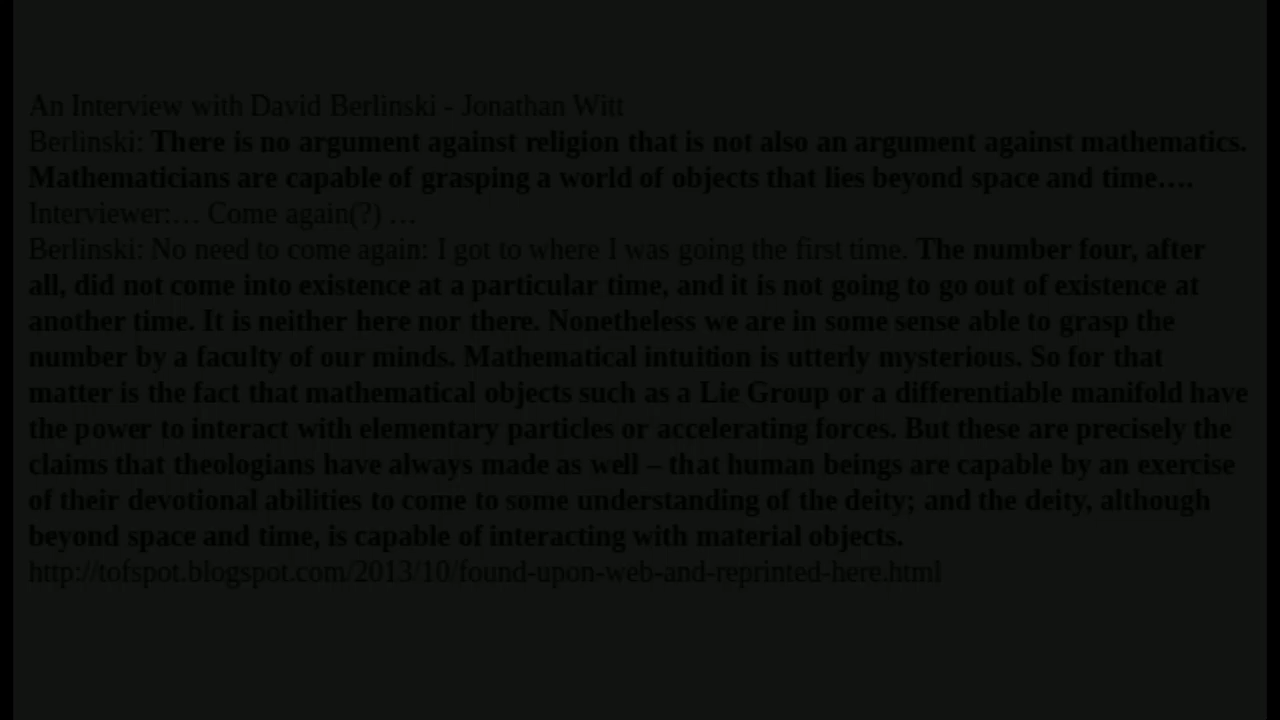 An Interview with David Berlinski - Jonathan Witt
Berlinski: There is no argument against religion that is not also an argument against mathematics.
Mathematicians are capable of grasping a world of objects that lies beyond space and time….
Interviewer:… Come again(?) …
Berlinski: No need to come again: I got to where I was going the first time. The number four, after
all, did not come into existence at a particular time, and it is not going to go out of existence at
another time. It is neither here nor there. Nonetheless we are in some sense able to grasp the
number by a faculty of our minds. Mathematical intuition is utterly mysterious. So for that
matter is the fact that mathematical objects such as a Lie Group or a differentiable manifold have
the power to interact with elementary particles or accelerating forces. But these are precisely the
claims that theologians have always made as well – that human beings are capable by an exercise
of their devotional abilities to come to some understanding of the deity; and the deity, although
beyond space and time, is capable of interacting with material objects.
http://tofspot.blogspot.com/2013/10/found-upon-web-and-reprinted-here.html